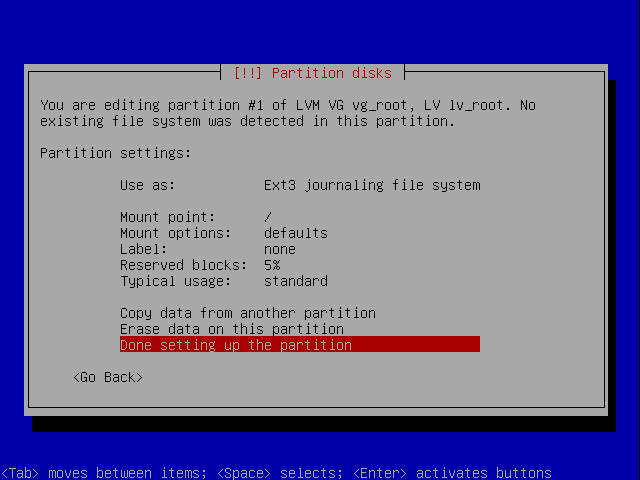 [!!] Partition disks
You are editing partition #1 of LVM VG vg_root, LV lv_root. No
existing file system was detected in this partition.
Partition settings:
Use as: Ext3 journaling file system
Mount point: /
Mount options: defaults
Label: none
Reserved blocks: 5%
Typical usage: standard
Copy data from another partition
Erase data on this partition
Done setting up the partition
<Go Back>
<Tab> moves between items; <Space> selects; <Enter> activates buttons